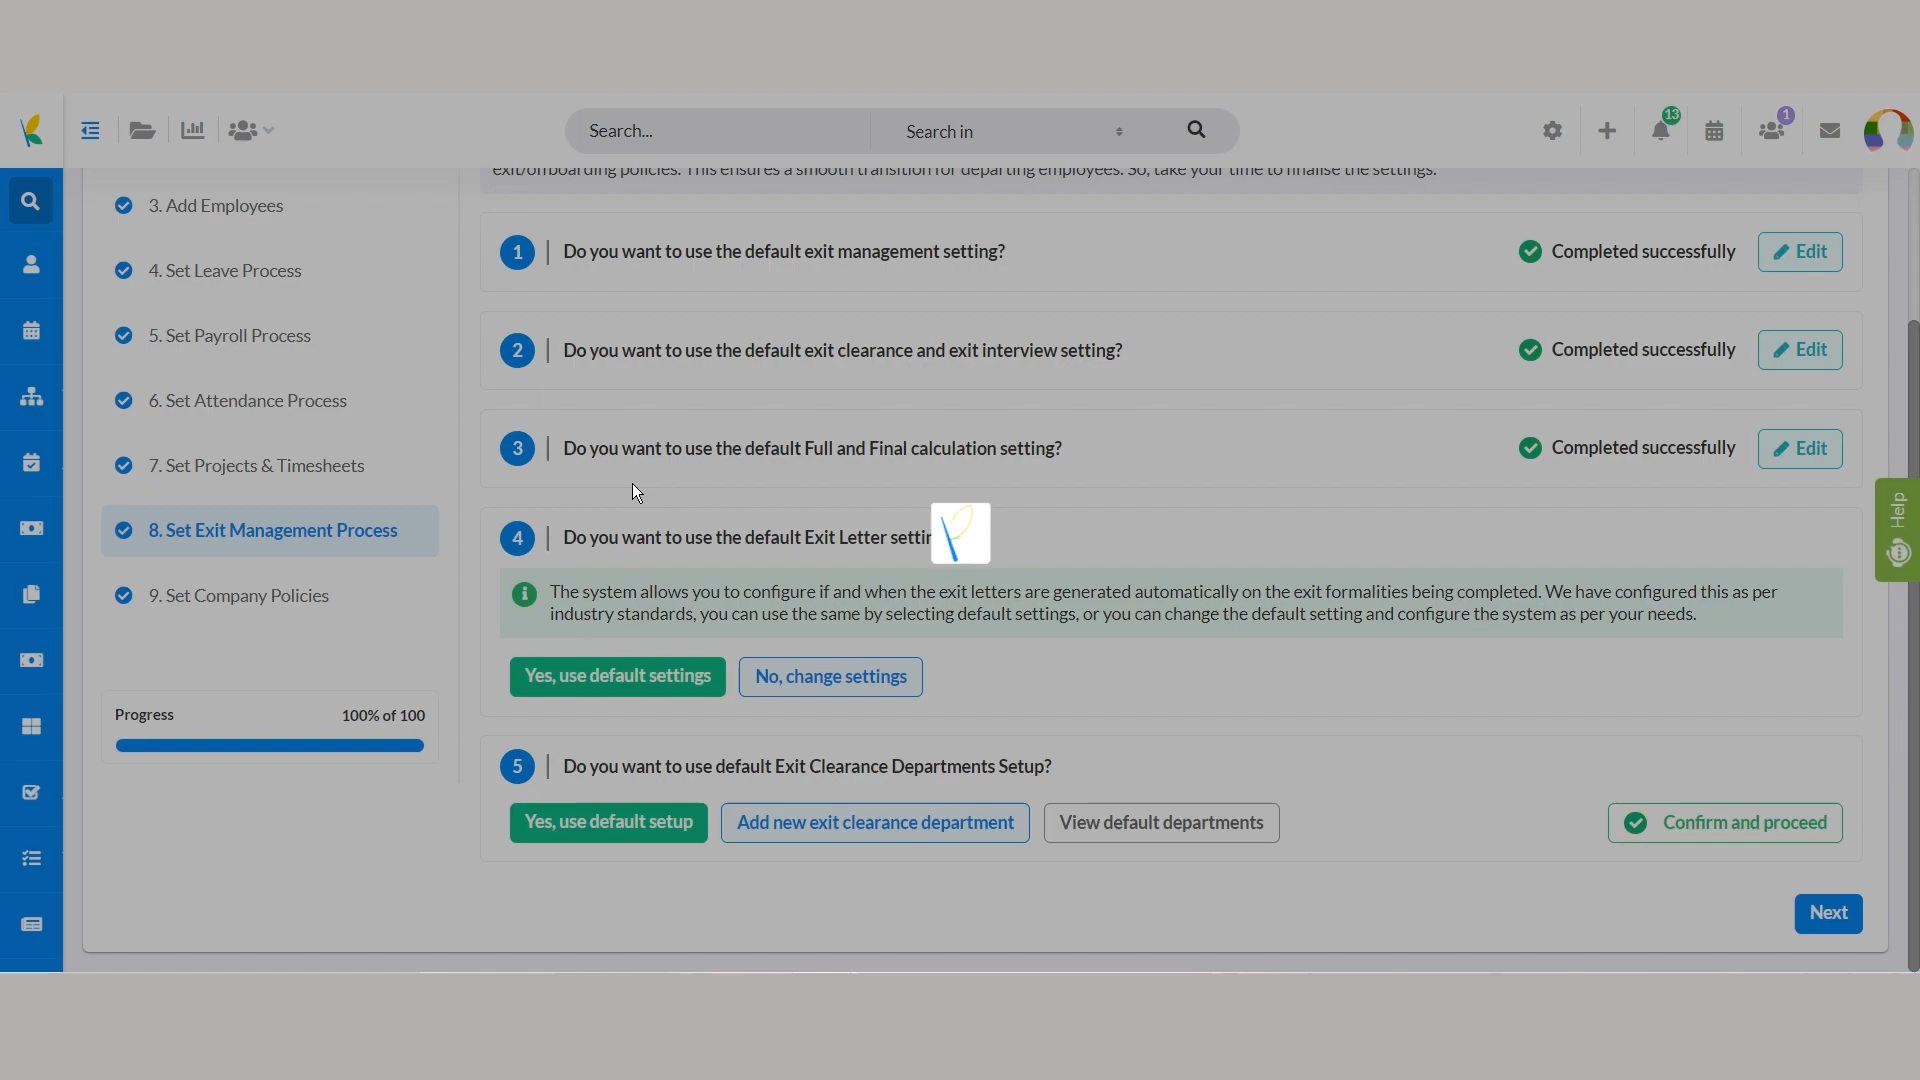 Search...
Search in
13
1
exit/offboarding policies. This ensures a smooth transition for departing employees. So, take your time to finalise the settings.
3. Add Employees
4. Set Leave Process
5. Set Payroll Process
6. Set Attendance Process
7. Set Projects & Timesheets
8. Set Exit Management Process
9. Set Company Policies
Progress
100% of 100
1 Do you want to use the default exit management setting?
Completed successfully
Edit
2 Do you want to use the default exit clearance and exit interview setting?
Completed successfully
Edit
3 Do you want to use the default Full and Final calculation setting?
Completed successfully
Edit
4 Do you want to use the default Exit Letter
The system allows you to configure if and when the exit letters are generated automatically on the exit formalities being completed. We have configured this as per
industry standards, you can use the same by selecting default settings, or you can change the default setting and configure the system as per your needs.
Yes, use default settings
No, change settings
5 Do you want to use default Exit Clearance Departments Setup?
Yes, use default setup
Add new exit clearance department
View default departments
Confirm and proceed
Next
Help